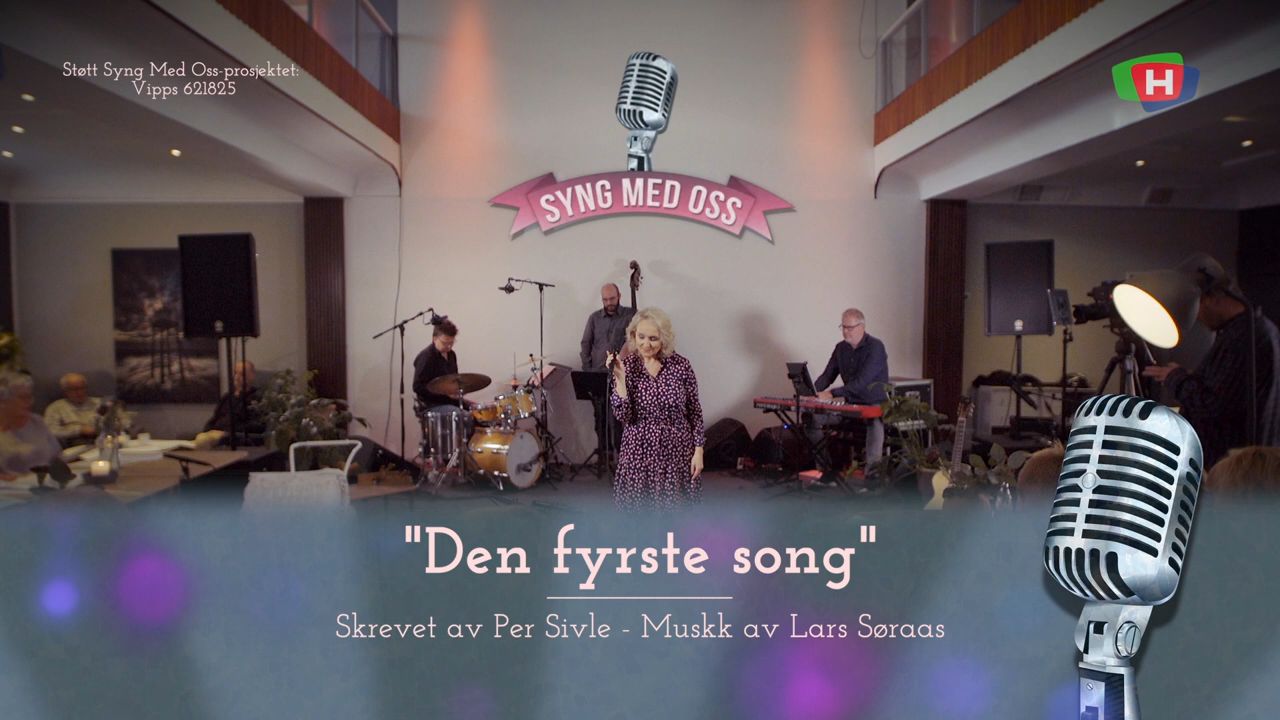 Støtt Syng Med Oss-prosjektet:
Vipps 621825
H
SYNG MED OSS
"Den fyrste song"
Skrevet av Per Sivle - Muskk av Lars Søraas